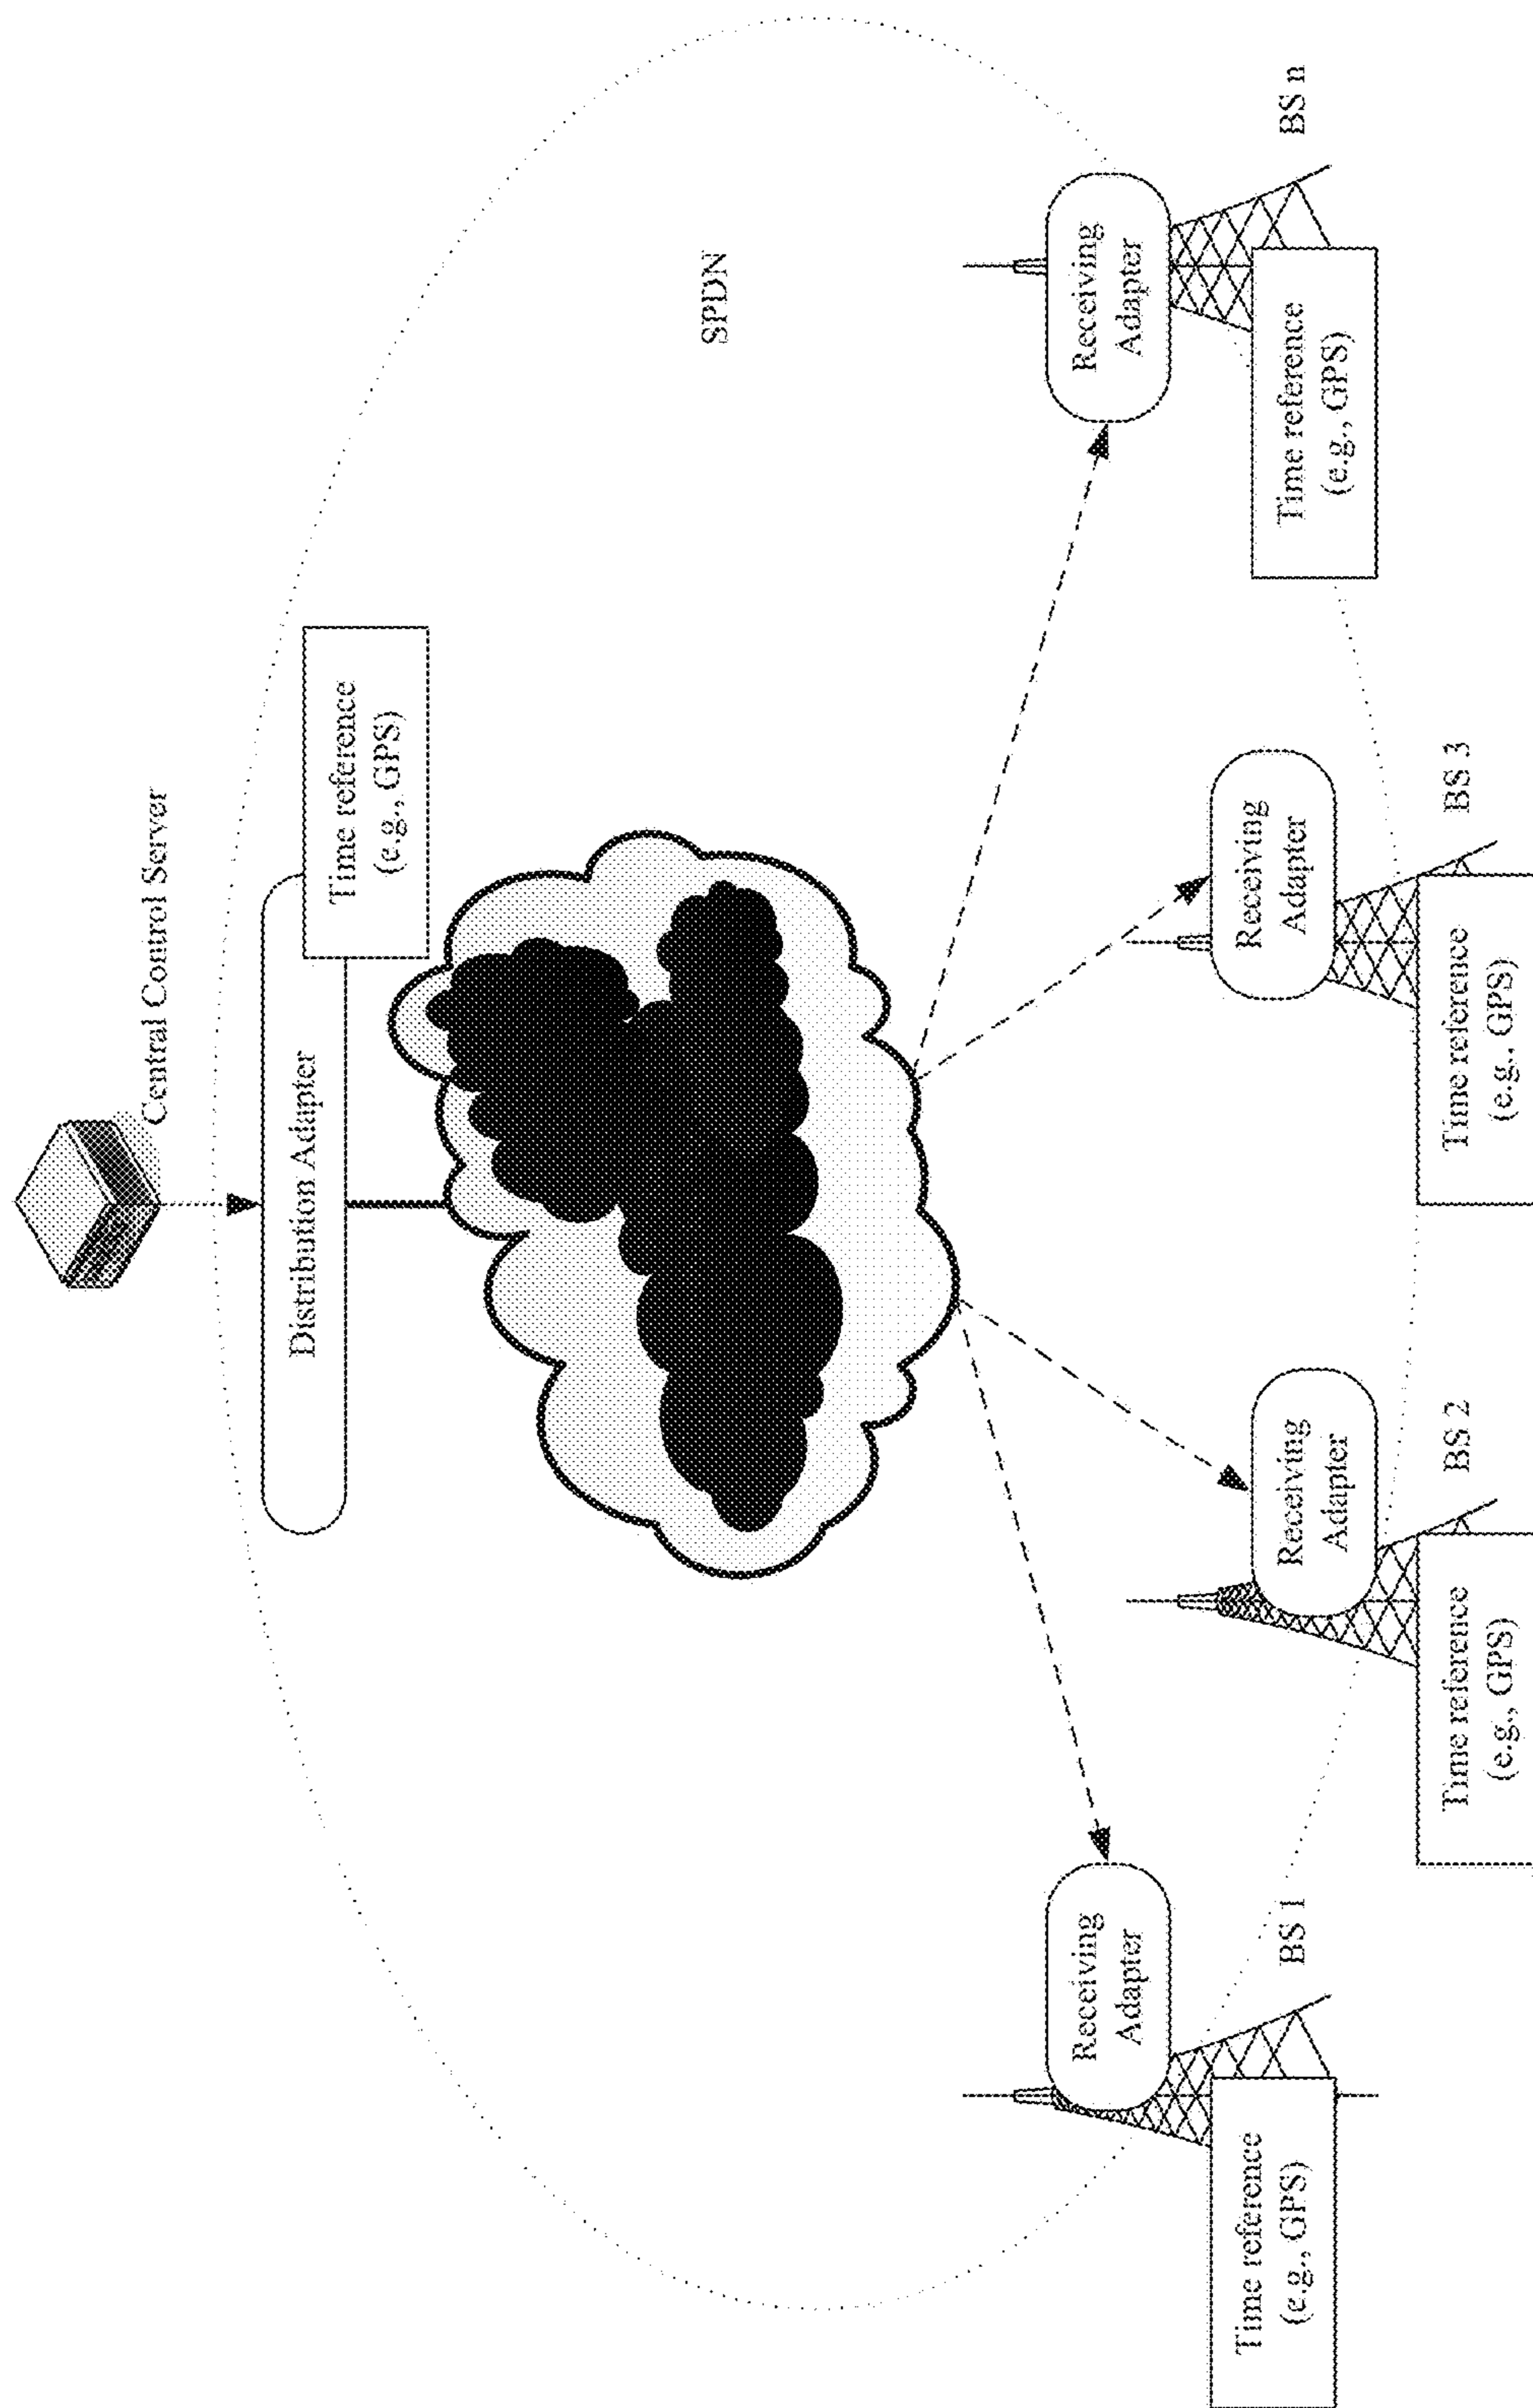 Central Control Server
Distribution Adapter
Time reference
(e.g., GPS)
SPDN
Receiving
Adapter
BS 1
Time reference
(e.g., GPS)
Receiving
Adapter
BS 2
Time reference
(e.g., GPS)
Receiving
Adapter
BS 3
Time reference
(e.g., GPS)
Receiving
Adapter
BS n
Time reference
(e.g., GPS)